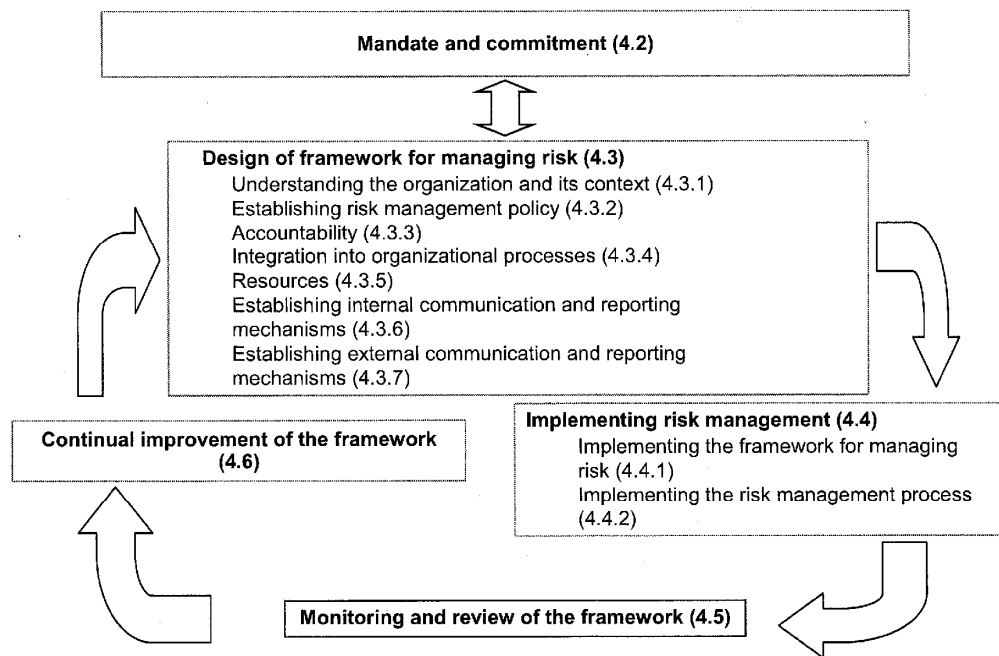 Mandate and commitment (4.2)
Design of framework for managing risk (4.3)
Understanding the organization and its context (4.3.1)
Establishing risk management policy (4.3.2)
Accountability (4.3.3)
Integration into organizational processes (4.3.4)
Resources (4.3.5)
Establishing internal communication and reporting
mechanisms (4.3.6)
Establishing external communication and reporting
mechanisms (4.3.7)
Implementing risk management (4.4)
Implementing the framework for managing
risk (4.4.1)
Implementing the risk management process
(4.4.2)
Continual improvement of the framework
(4.6)
Monitoring and review of the framework (4.5)